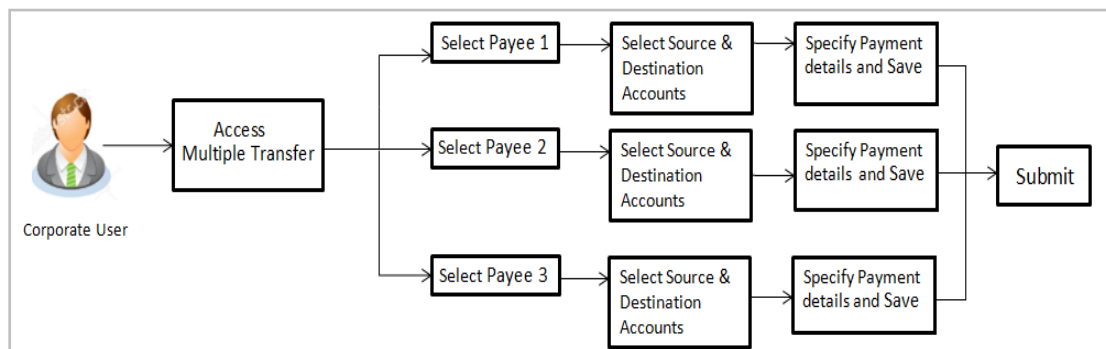 Corporate User
Access
Multiple Transfer
Select Payee 1
Select Source &
Destination
Accounts
Specify Payment
details and Save
Select Payee 2
Select Source &
Destination
Accounts
Specify Payment
details and Save
Select Payee 3
Select Source &
Destination
Accounts
Specify Payment
details and Save
Submit